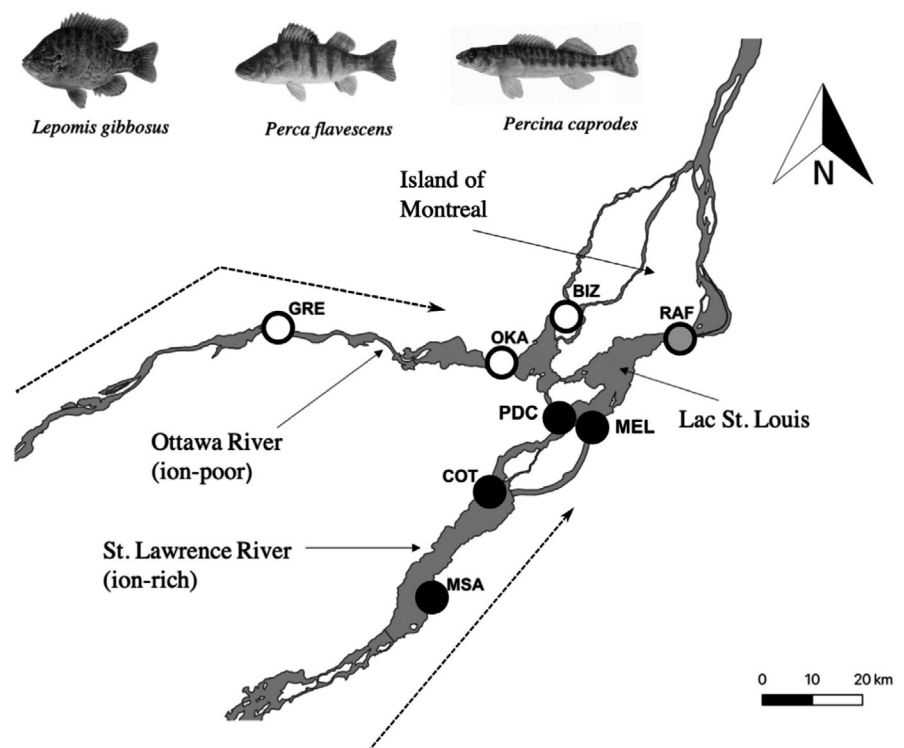 Lepomis gibbosus
Perca flavescens
Percina caprodes
N
Island of
Montreal
GRE
BIZ
RAF
OKA
PDC
MEL
Lac St. Louis
Ottawa River
(ion-poor)
COT
St. Lawrence River
(ion-rich)
MSA
0 10 20 km